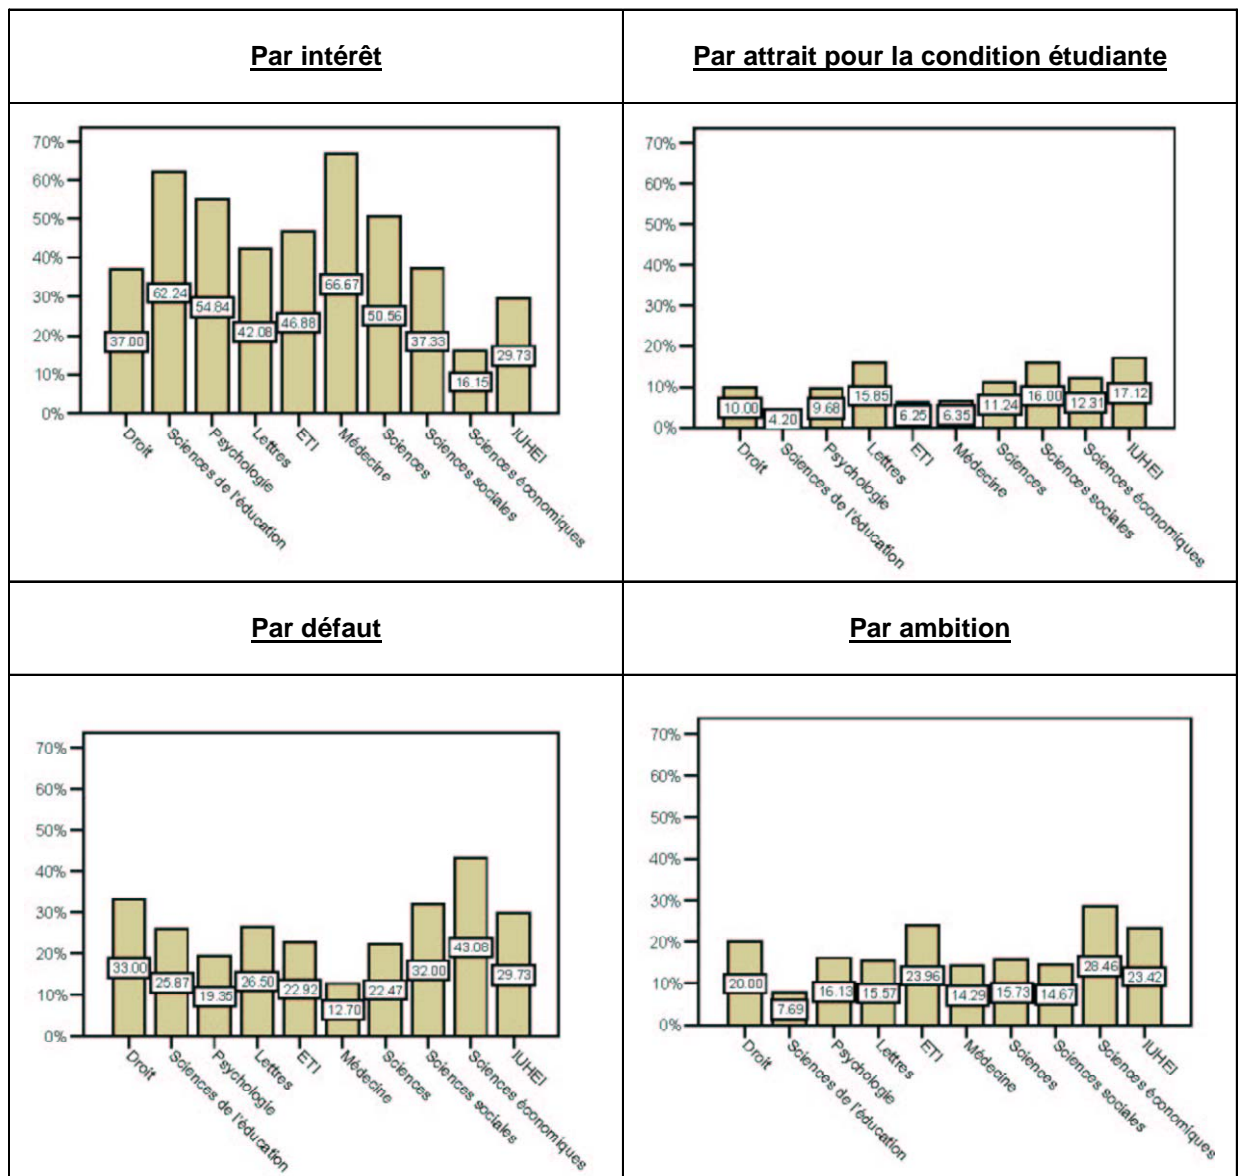 Par intérêt
Par attrait pour la condition étudiante
70%
60%
50%
40%
30%
20%
10%
0%
37.00
62.24
54.84
42.08
46.88
66.67
50.56
37.33
16.15
29.73
Droit
Sciences de l'éducation
Psychologie
Lettres
ETI
Médecine
Sciences
Sciences sociales
Sciences économiques
IUHEI
70%
60%
50%
40%
30%
20%
10%
0%
10.00
4.20
9.68
15.85
6.25
6.35
11.24
16.00
12.31
17.12
Droit
Sciences de l'éducation
Psychologie
Lettres
ETI
Médecine
Sciences
Sciences sociales
Sciences économiques
IUHEI
Par défaut
Par ambition
70%
60%
50%
40%
30%
20%
10%
0%
33.00
25.87
19.35
26.50
22.92
12.70
22.47
32.00
43.08
29.73
Droit
Sciences de l'éducation
Psychologie
Lettres
ETI
Médecine
Sciences
Sciences sociales
Sciences économiques
IUHEI
70%
60%
50%
40%
30%
20%
10%
0%
20.00
7.69
16.13
15.57
23.96
14.29
15.73
14.67
28.46
23.42
Droit
Sciences de l'éducation
Psychologie
Lettres
ETI
Médecine
Sciences
Sciences sociales
Sciences économiques
IUHEI